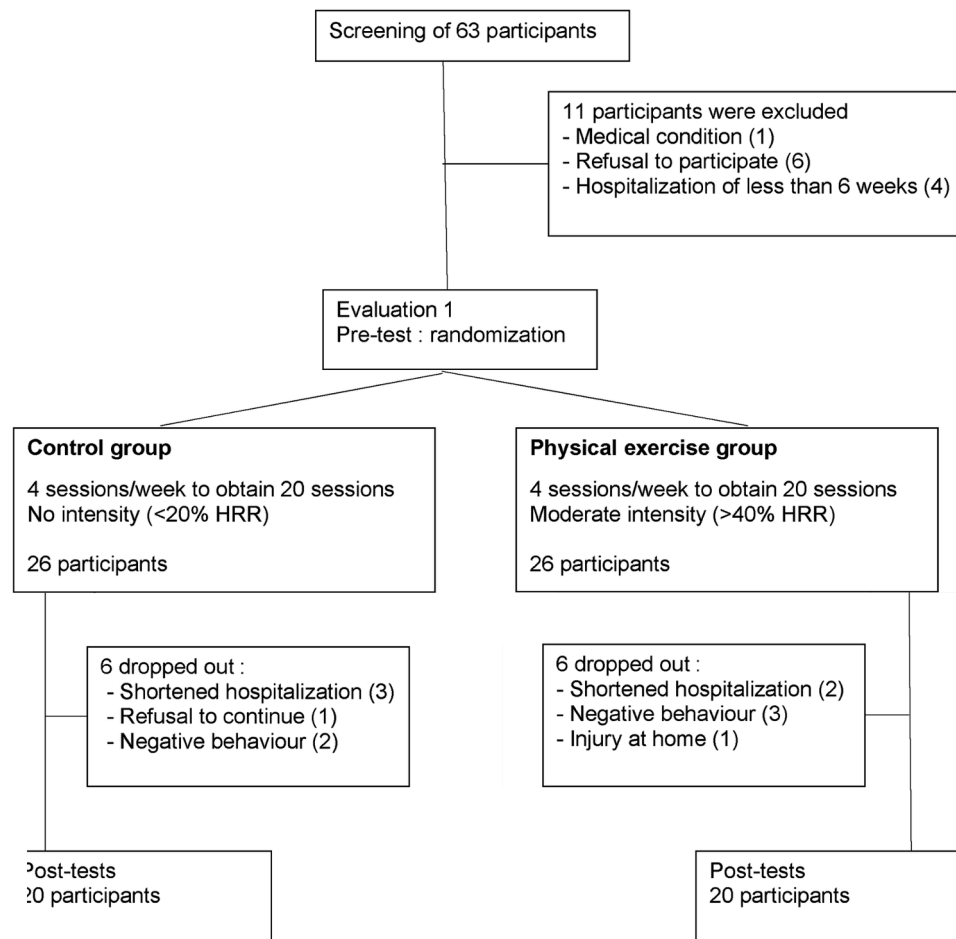 Screening of 63 participants
11 participants were excluded
- Medical condition (1)
- Refusal to participate (6)
- Hospitalization of less than 6 weeks (4)
Evaluation 1
Pre-test : randomization
Control group
4 sessions/week to obtain 20 sessions
No intensity (<20% HRR)
26 participants
Physical exercise group
4 sessions/week to obtain 20 sessions
Moderate intensity (>40% HRR)
26 participants
6 dropped out :
- Shortened hospitalization (3)
- Refusal to continue (1)
- Negative behaviour (2)
6 dropped out :
- Shortened hospitalization (2)
- Negative behaviour (3)
- Injury at home (1)
Post-tests
20 participants
Post-tests
20 participants